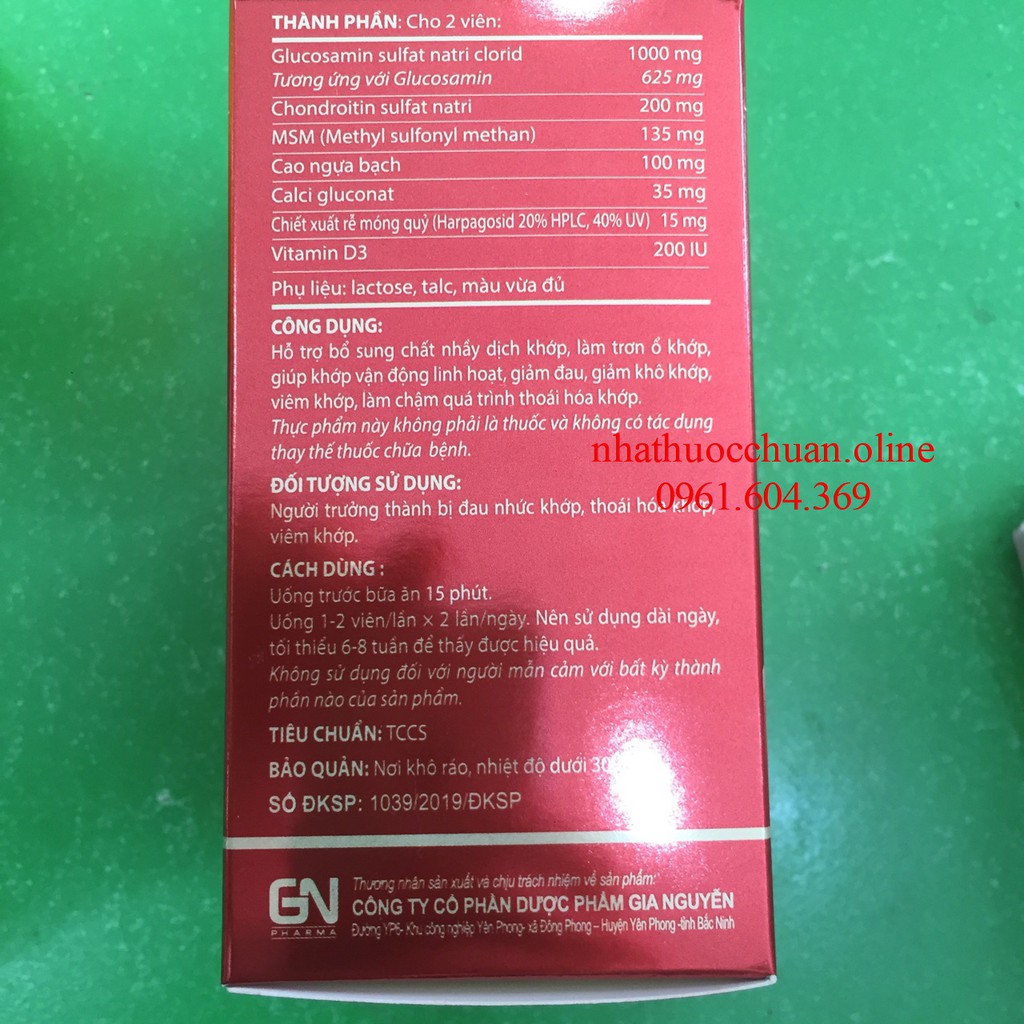 THÀNH PHẦN: Cho 2 viên:
Glucosamin sulfat natri clorid 1000 mg
Tương ứng với Glucosamin 625 mg
Chondroitin sulfat natri 200 mg
MSM (Methyl sulfonyl methan) 135 mg
Cao ngựa bạch 100 mg
Calci gluconat 35 mg
Chiết xuất rễ móng quỷ (Harpagosid 20% HPLC, 40% UV) 15 mg
Vitamin D3 200 IU
Phụ liệu: lactose, talc, màu vừa đủ
CÔNG DỤNG:
Hỗ trợ bổ sung chất nhầy dịch khớp, làm trơn ổ khớp,
giúp khớp vận động linh hoạt, giảm đau, giảm khô khớp,
viêm khớp, làm chậm quá trình thoái hóa khớp.
Thực phẩm này không phải là thuốc và không có tác dụng
thay thế thuốc chữa bệnh.
nhathuocchuan.oline
0961.604.369
ĐỐI TƯỢNG SỬ DỤNG:
Người trưởng thành bị đau nhức khớp, thoái hóa khớp,
viêm khớp.
CÁCH DÙNG :
Uống trước bữa ăn 15 phút.
Uống 1-2 viên/lần × 2 lần/ngày. Nên sử dụng dài ngày,
tối thiểu 6-8 tuần để thấy được hiệu quả.
Không sử dụng đối với người mẫn cảm với bất kỳ thành
phần nào của sản phẩm.
TIÊU CHUẨN: TCCS
BẢO QUẢN: Nơi khô ráo, nhiệt độ dưới 30
SỐ ĐKSP: 1039/2019/ĐKSP
GN
PHARMA
Thương nhân sản xuất và chịu trách nhiệm về sản phẩm:
CÔNG TY CỔ PHẦN DƯỢC PHẨM GIA NGUYỄN
Đường YP6- Khu công nghiệp Yên Phong- xã Đông Phong – Huyện Yên Phong -tỉnh Bắc Ninh